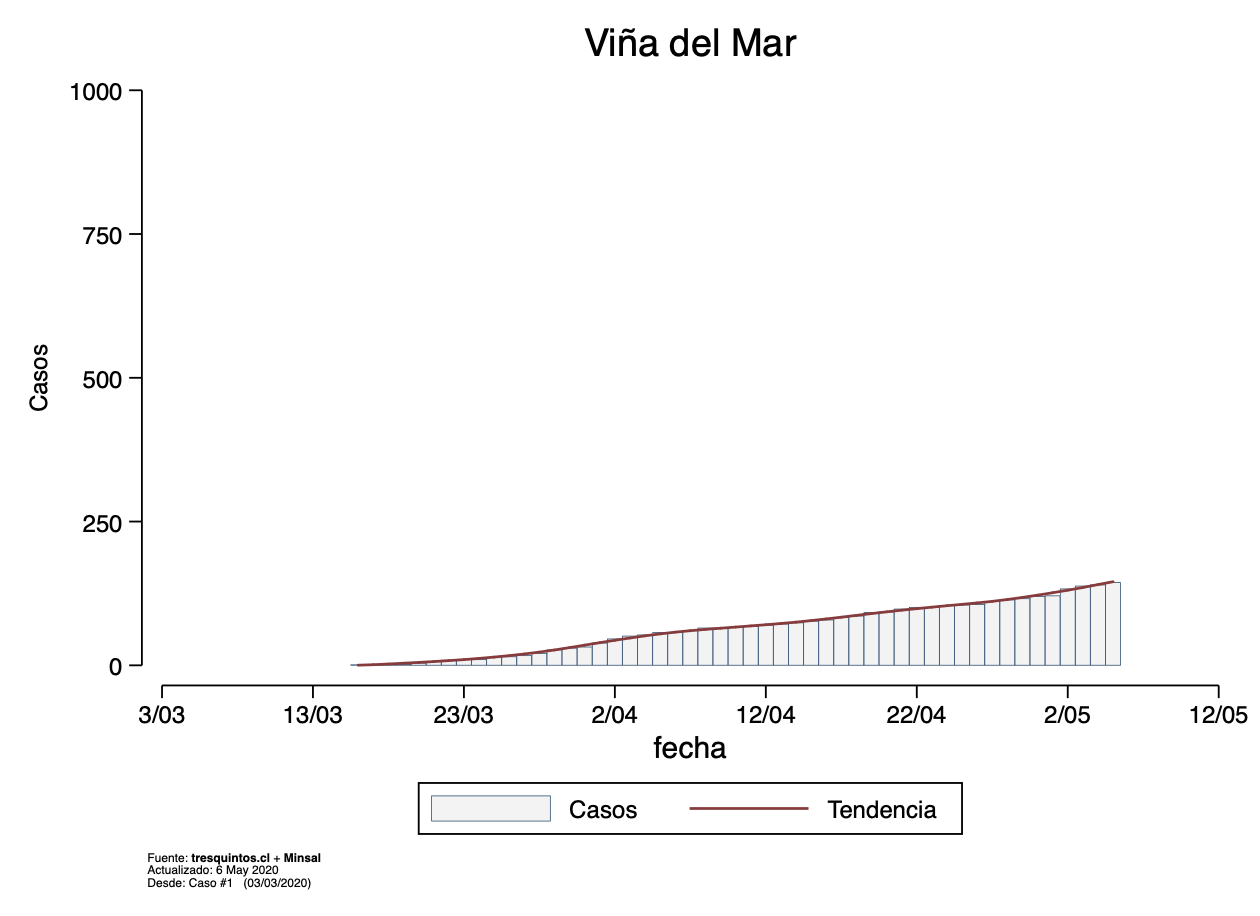 Viña del Mar
1000
750
500
250
0
Casos
3/03 13/03 23/03 2/04 12/04 22/04 2/05 12/05
fecha
Casos Tendencia
Fuente: tresquintos.cl + Minsal
Actualizado: 6 May 2020
Desde: Caso #1 (03/03/2020)